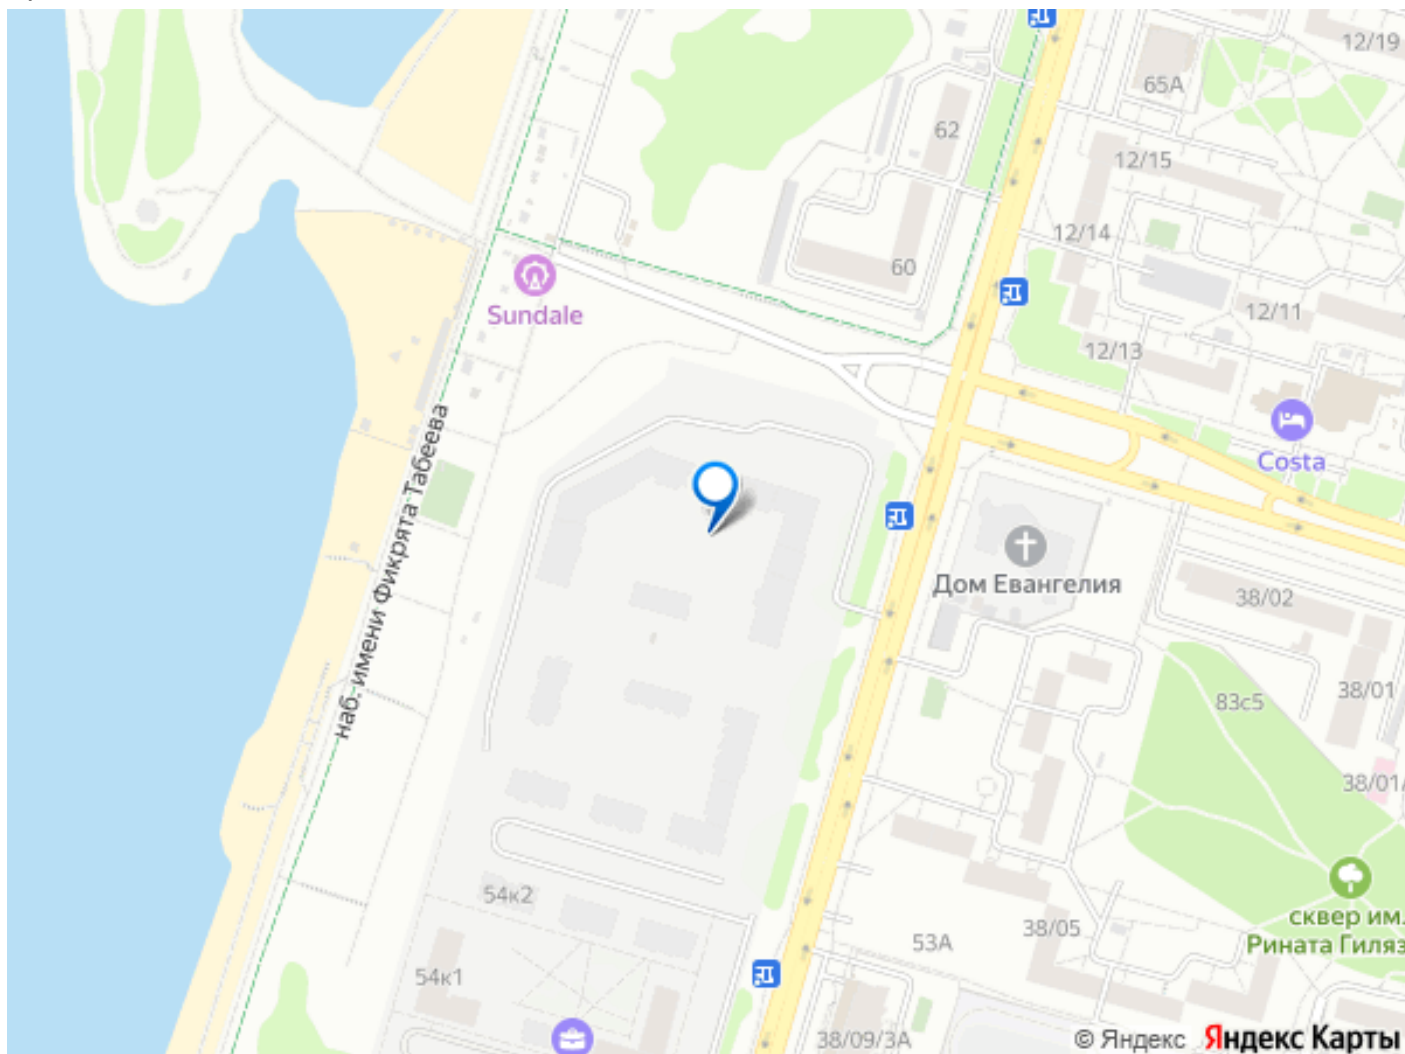 12/19
65А
62
12/15
12/14
60
Sundale
12/11
12/13
наб. имени Фикрята Табеева
Costa
Дом Евангелия
38/02
38/01
83с5
38/01/
54к2
сквер им.
Рината Гиляз
38/05
53А
54к1
38/09/3А
© Яндекс Яндекс Карты